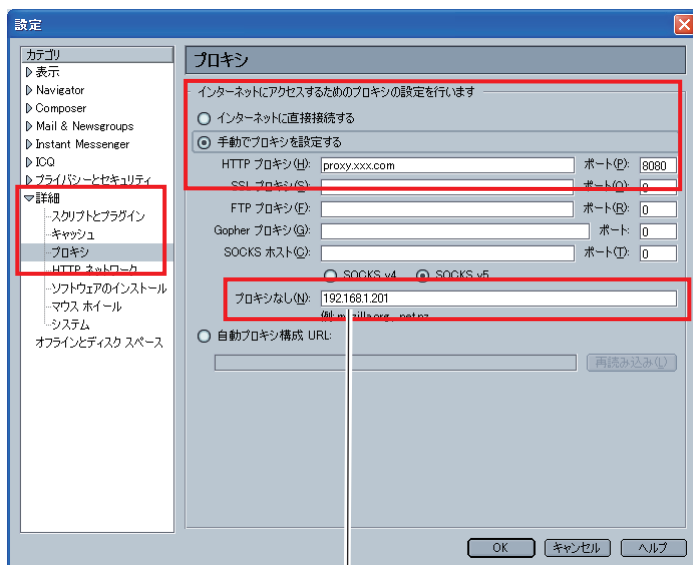 設定
カテゴリ
表示
Navigator
Composer
Mail & Newsgroups
Instant Messenger
ICQ
プライバシーとセキュリティ
詳細
スクリプトとプラグイン
キャッシュ
プロキシ
HTTP ネットワーク
ソフトウェアのインストール
マウス ホイール
システム
オフラインとディスク スペース
プロキシ
インターネットにアクセスするためのプロキシの設定を行います
インターネットに直接接続する
手動でプロキシを設定する
HTTP プロキシ(H): proxy.xxx.com ポート(P): 8080
SSL プロキシ(S): ポート(O): 0
FTP プロキシ(F): ポート(R): 0
Gopher プロキシ(G): ポート: 0
SOCKS ホスト(C): ポート(T): 0
SOCKS v4 SOCKS v5
プロキシなし(N): 192.168.1.201
例: mozilla.org, .net.nz
自動プロキシ構成 URL:
再読み込み(L)
OK キャンセル ヘルプ